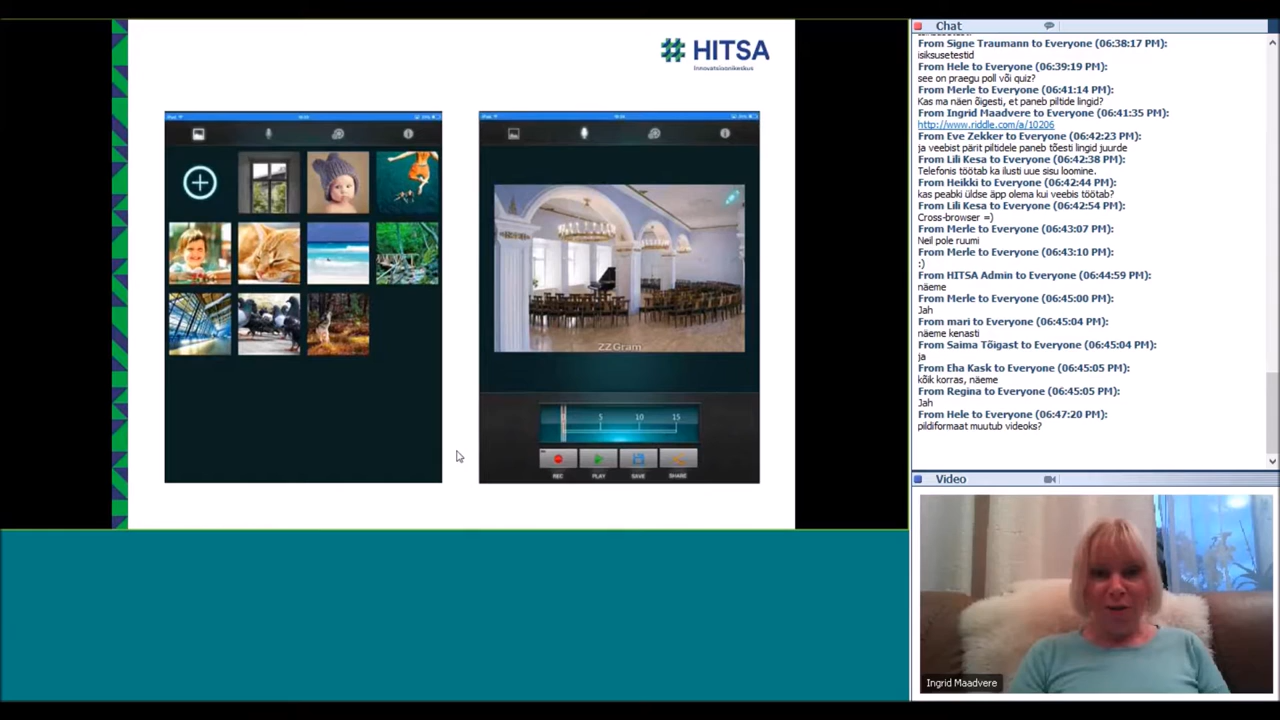 HITSA
Innovatsioonikeskus
ZZGram
5 10 15
REC PLAY SAVE SHARE
Chat
From Signe Traumann to Everyone (06:38:17 PM):
isiksusetestid
From Hele to Everyone (06:39:19 PM):
see on praegu poll või quiz?
From Merle to Everyone (06:41:14 PM):
Kas ma näen õigesti, et paneb piltide lingid?
From Ingrid Maadvere to Everyone (06:41:35 PM):
http://www.riddle.com/a/10206
From Eve Zekker to Everyone (06:42:23 PM):
ja veebist pärit piltidele paneb tõesti lingid juurde
From Lili Kesa to Everyone (06:42:38 PM):
Telefonis töötab ka ilusti uue sisu loomine.
From Heikki to Everyone (06:42:44 PM):
kas peabki üldse äpp olema kui veebis töötab?
From Lili Kesa to Everyone (06:42:54 PM):
Cross-browser =)
From Merle to Everyone (06:43:07 PM):
Neil pole ruumi
From Merle to Everyone (06:43:10 PM):
:)
From HITSA Admin to Everyone (06:44:59 PM):
näeme
From Merle to Everyone (06:45:00 PM):
Jah
From mari to Everyone (06:45:04 PM):
näeme kenasti
From Saima Tõigast to Everyone (06:45:04 PM):
ja
From Eha Kask to Everyone (06:45:05 PM):
kõik korras, näeme
From Regina to Everyone (06:45:05 PM):
Jah
From Hele to Everyone (06:47:20 PM):
pildiformaat muutub videoks?
Video
Ingrid Maadvere